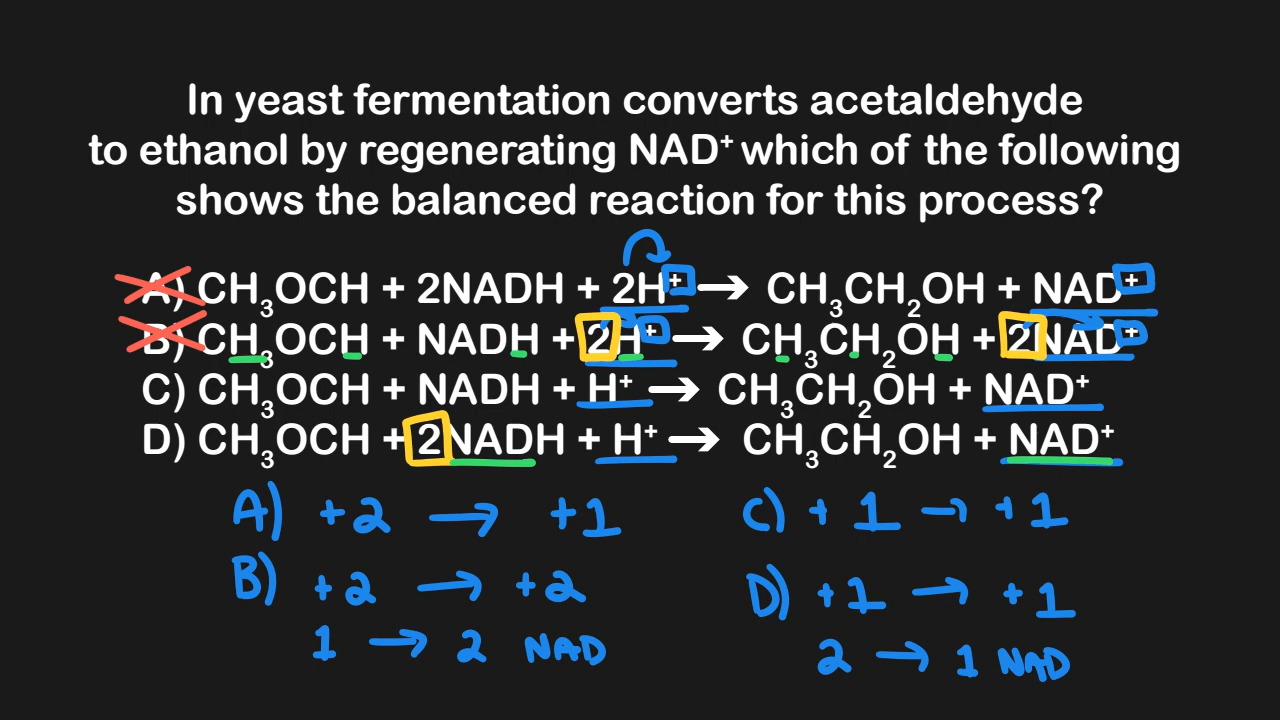 In yeast fermentation converts acetaldehyde
to ethanol by regenerating NAD⁺ which of the following
shows the balanced reaction for this process?
A) CH₃OCH + 2NADH + 2H⁺ → CH₃CH₂OH + NAD⁺
B) CH₃OCH + NADH + 2H⁺ → CH₃CH₂OH + 2NAD⁺
C) CH₃OCH + NADH + H⁺ → CH₃CH₂OH + NAD⁺
D) CH₃OCH + 2NADH + H⁺ → CH₃CH₂OH + NAD⁺
A) +2 → +1
B) +2 → +2
1 → 2 NAD
C) +1 → +1
D) +1 → +1
2 → 1 NAD